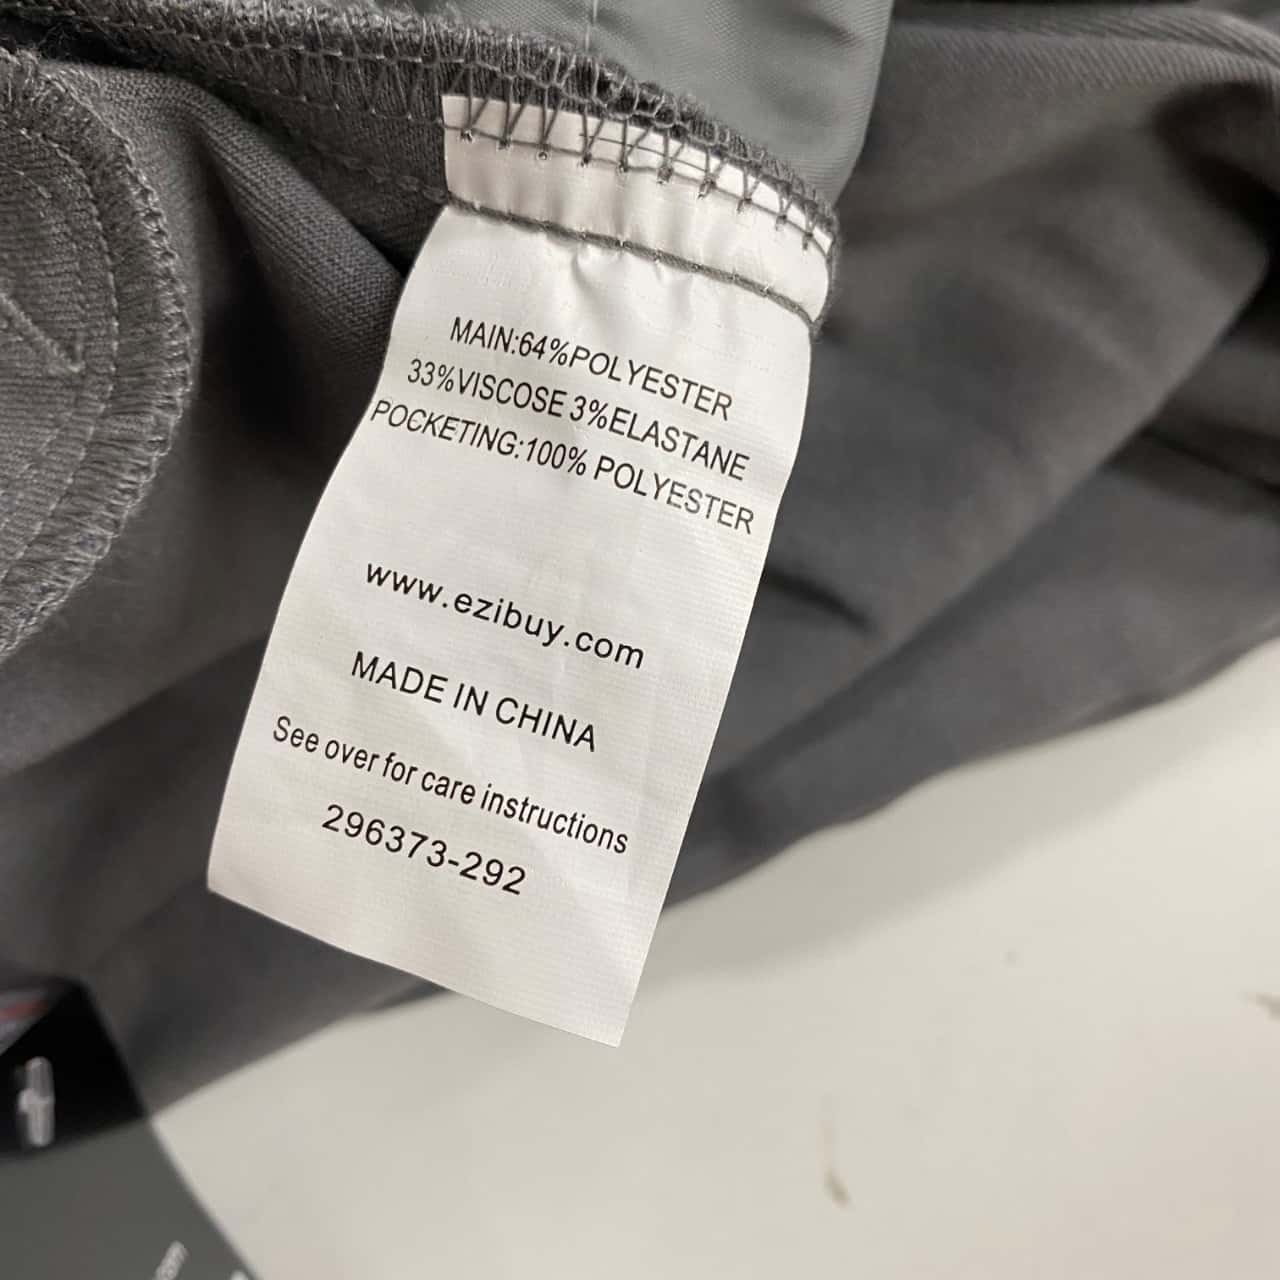 MAIN:64%POLYESTER
33%VISCOSE 3%ELASTANE
POCKETING:100% POLYESTER
www.ezibuy.com
MADE IN CHINA
See over for care instructions
296373-292